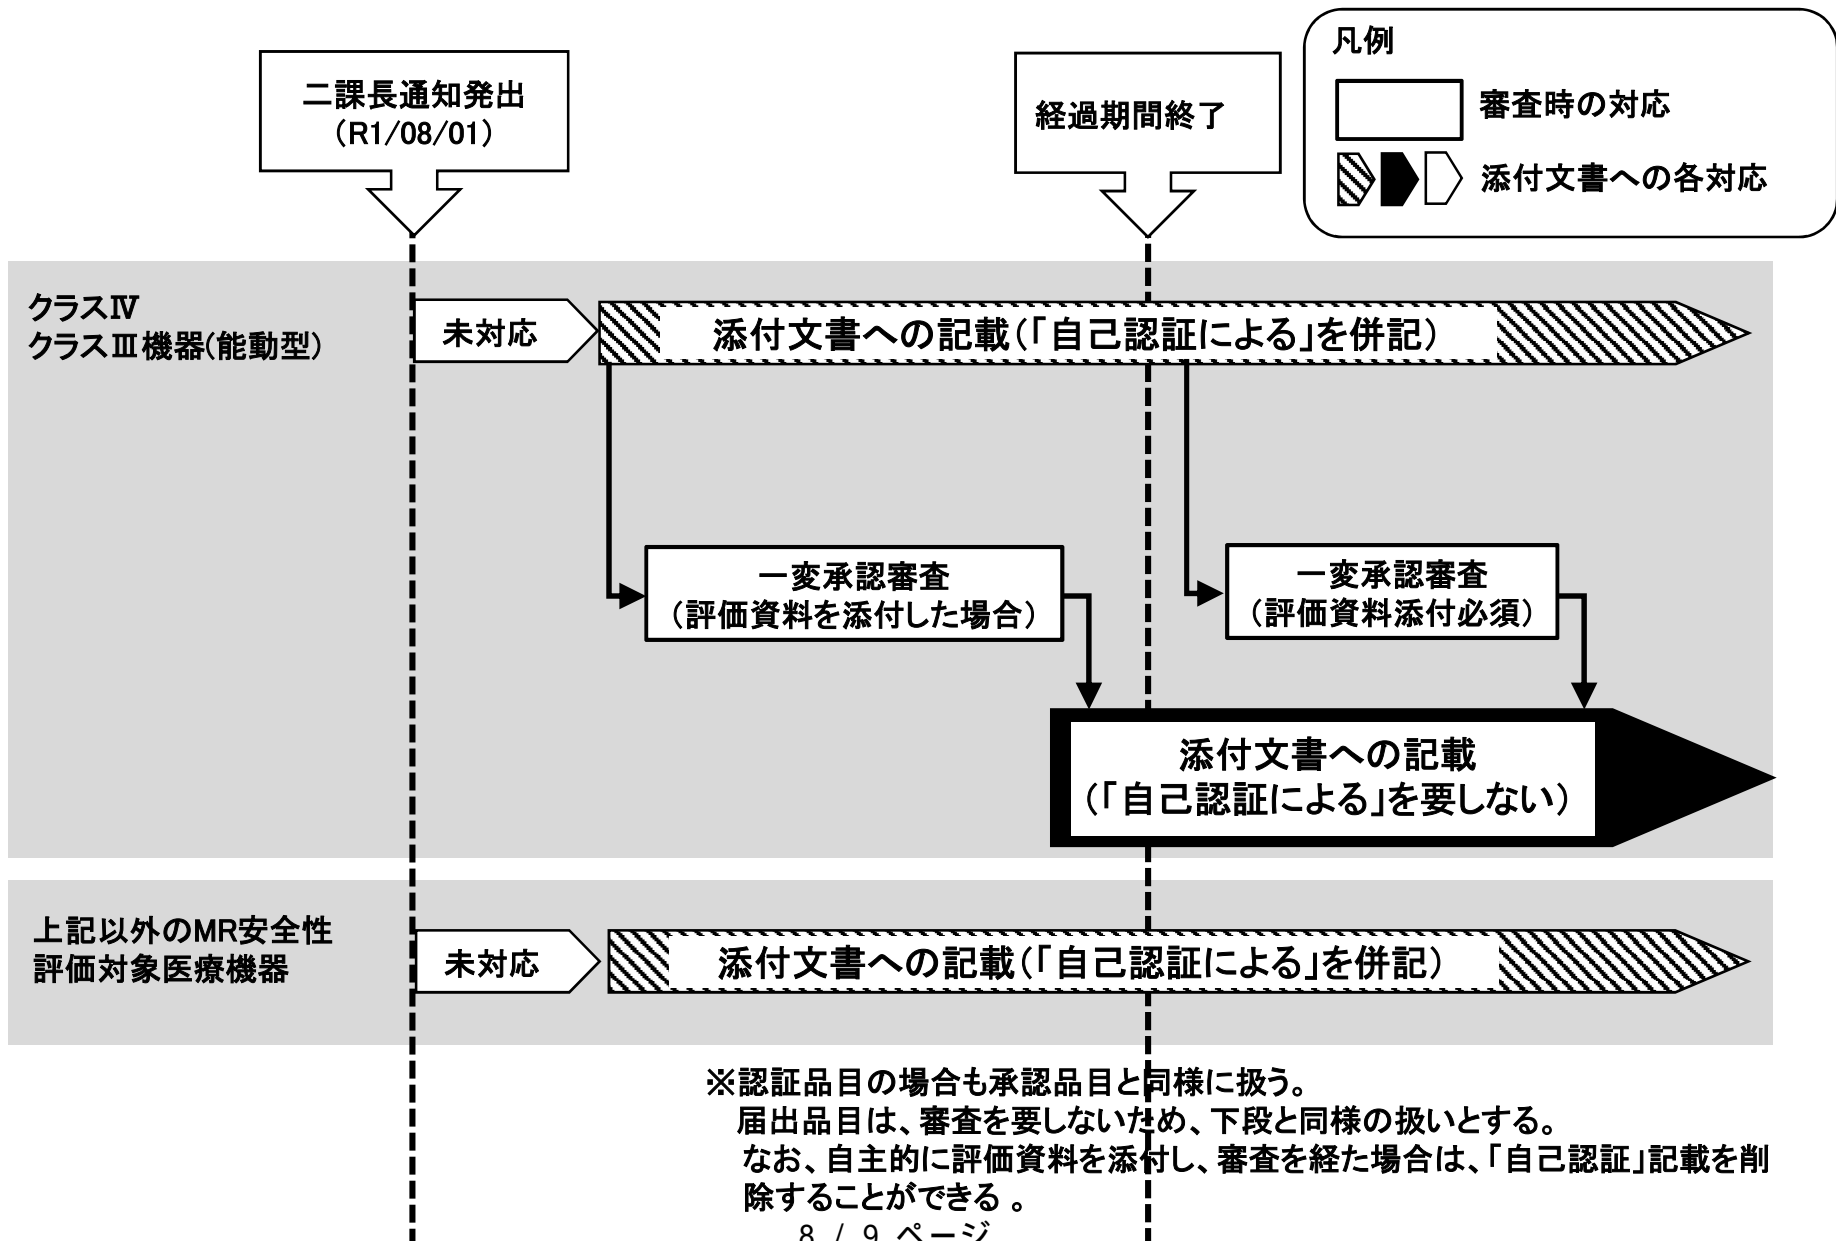 二課長通知発出
(R1/08/01)
経過期間終了
凡例
審査時の対応
添付文書への各対応
クラスⅣ
クラスⅢ機器(能動型)
未対応
添付文書への記載(「自己認証による」を併記)
一変承認審査
(評価資料を添付した場合)
一変承認審査
(評価資料添付必須)
添付文書への記載
(「自己認証による」を要しない)
上記以外のMR安全性
評価対象医療機器
未対応
添付文書への記載(「自己認証による」を併記)
※認証品目の場合も承認品目と同様に扱う。
届出品目は、審査を要しないため、下段と同様の扱いとする。
なお、自主的に評価資料を添付し、審査を経た場合は、「自己認証」記載を削
除することができる 。
8 / 9 ページ